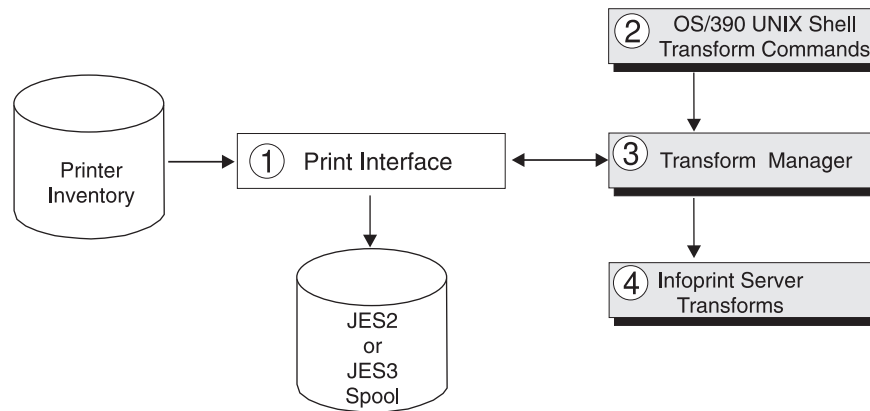 2 OS/390 UNIX Shell
Transform Commands
Printer
Inventory
1 Print Interface
3 Transform Manager
4 Infoprint Server
Transforms
JES2
or
JES3
Spool